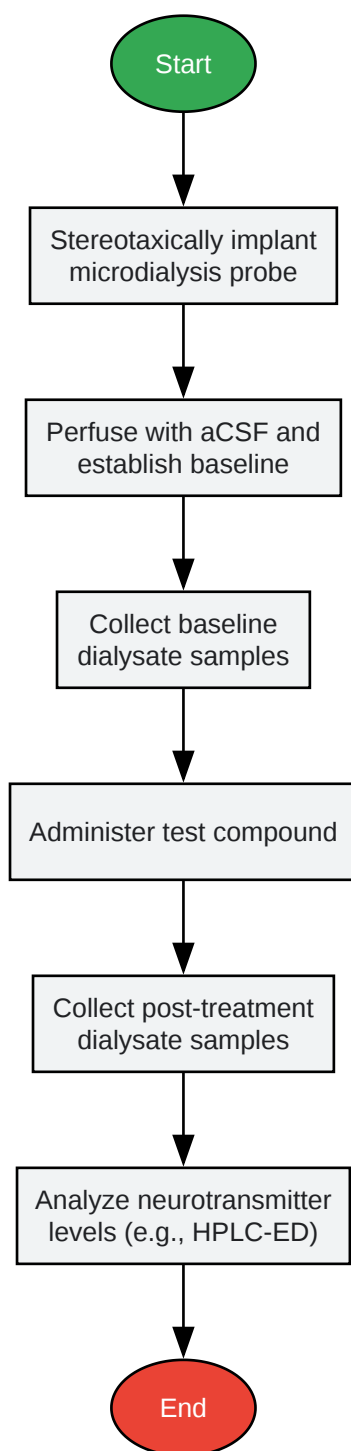 Start
Stereotaxically implant
microdialysis probe
Perfuse with aCSF and
establish baseline
Collect baseline
dialysate samples
Administer test compound
Collect post-treatment
dialysate samples
Analyze neurotransmitter
levels (e.g., HPLC-ED)
End